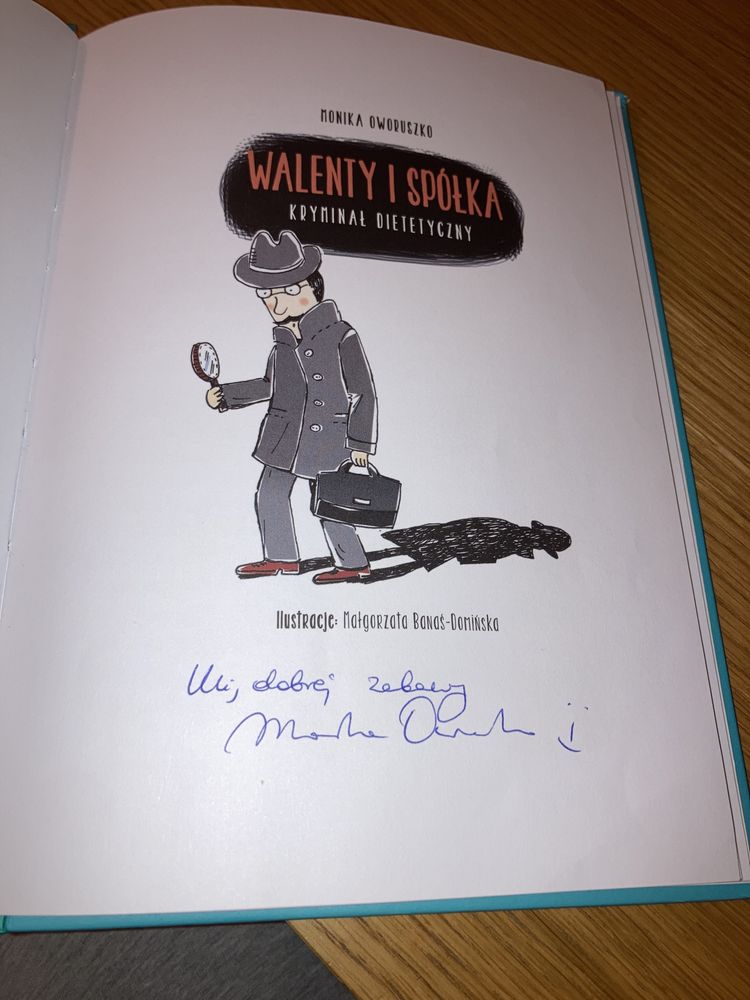 MONIKA OWORUSZKO
WALENTY I SPÓŁKA
KRYMINAŁ DIETETYCZNY
Ilustracje: Małgorzata Banaś-Domińska
dobrej zabawy